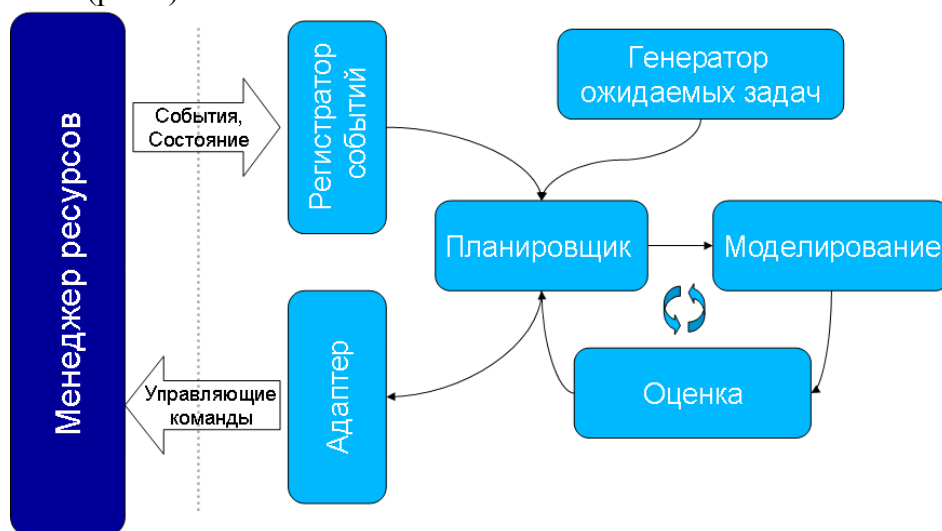 Менеджер ресурсов
События,
Состояние
Регистратор
событий
Генератор
ожидаемых задач
Планировщик
Моделирование
Оценка
Адаптер
Управляющие
команды